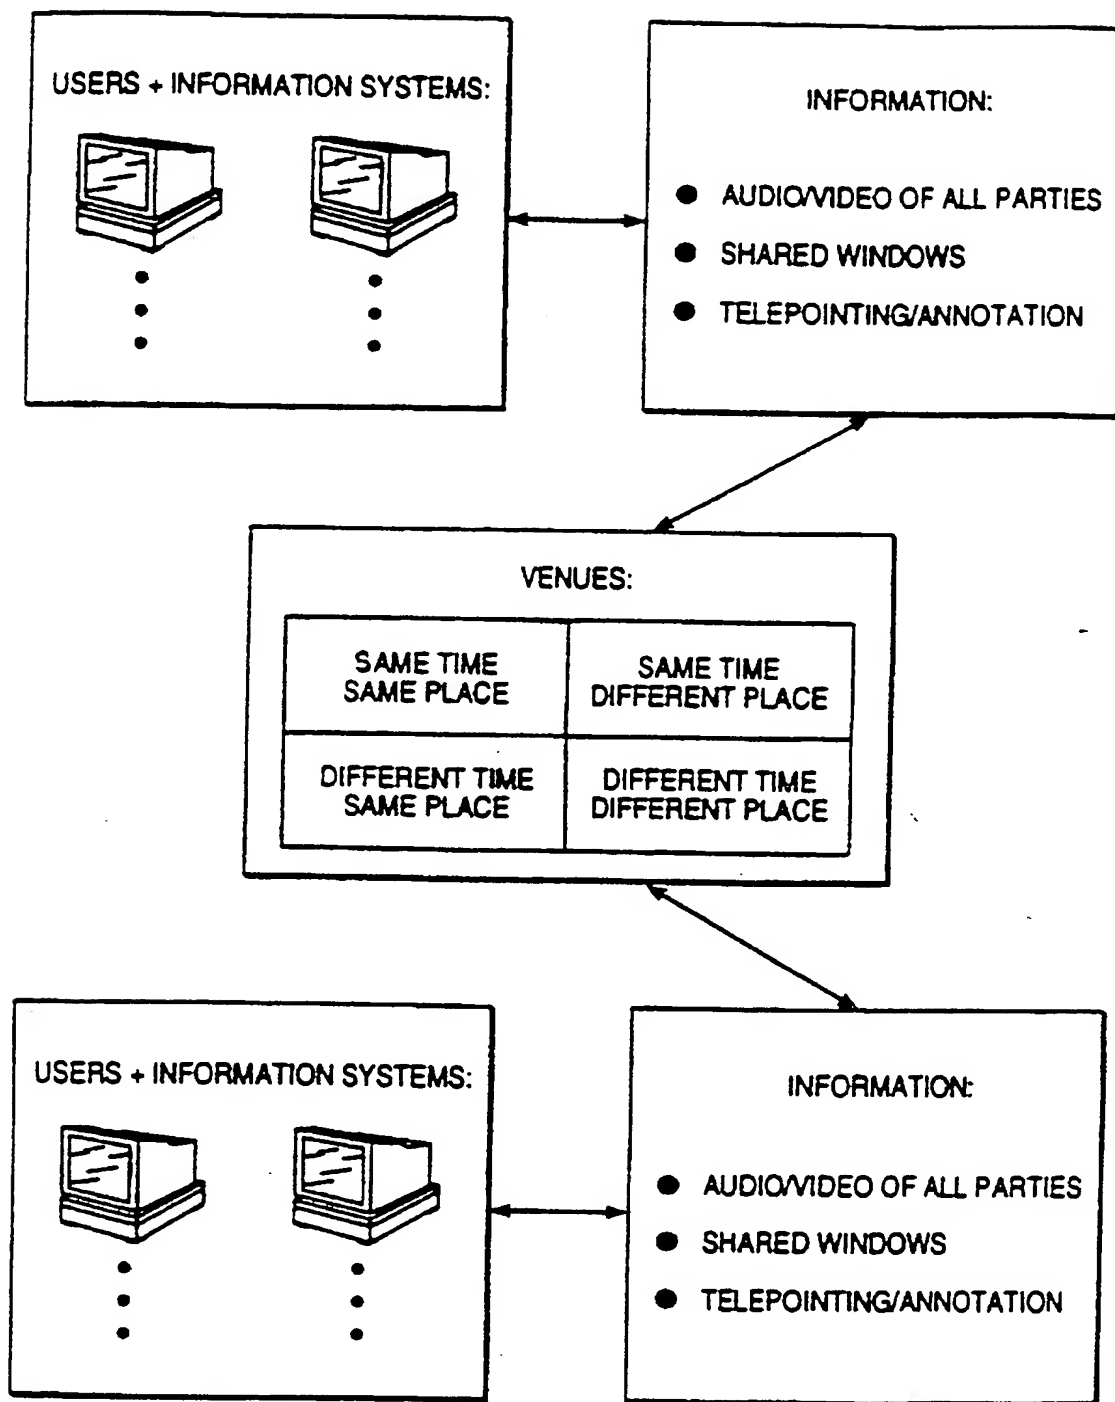 USERS + INFORMATION SYSTEMS:
INFORMATION:
● AUDIO/VIDEO OF ALL PARTIES
● SHARED WINDOWS
● TELEPOINTING/ANNOTATION
VENUES:
SAME TIME
SAME PLACE
SAME TIME
DIFFERENT PLACE
DIFFERENT TIME
SAME PLACE
DIFFERENT TIME
DIFFERENT PLACE
USERS + INFORMATION SYSTEMS:
INFORMATION:
● AUDIO/VIDEO OF ALL PARTIES
● SHARED WINDOWS
● TELEPOINTING/ANNOTATION